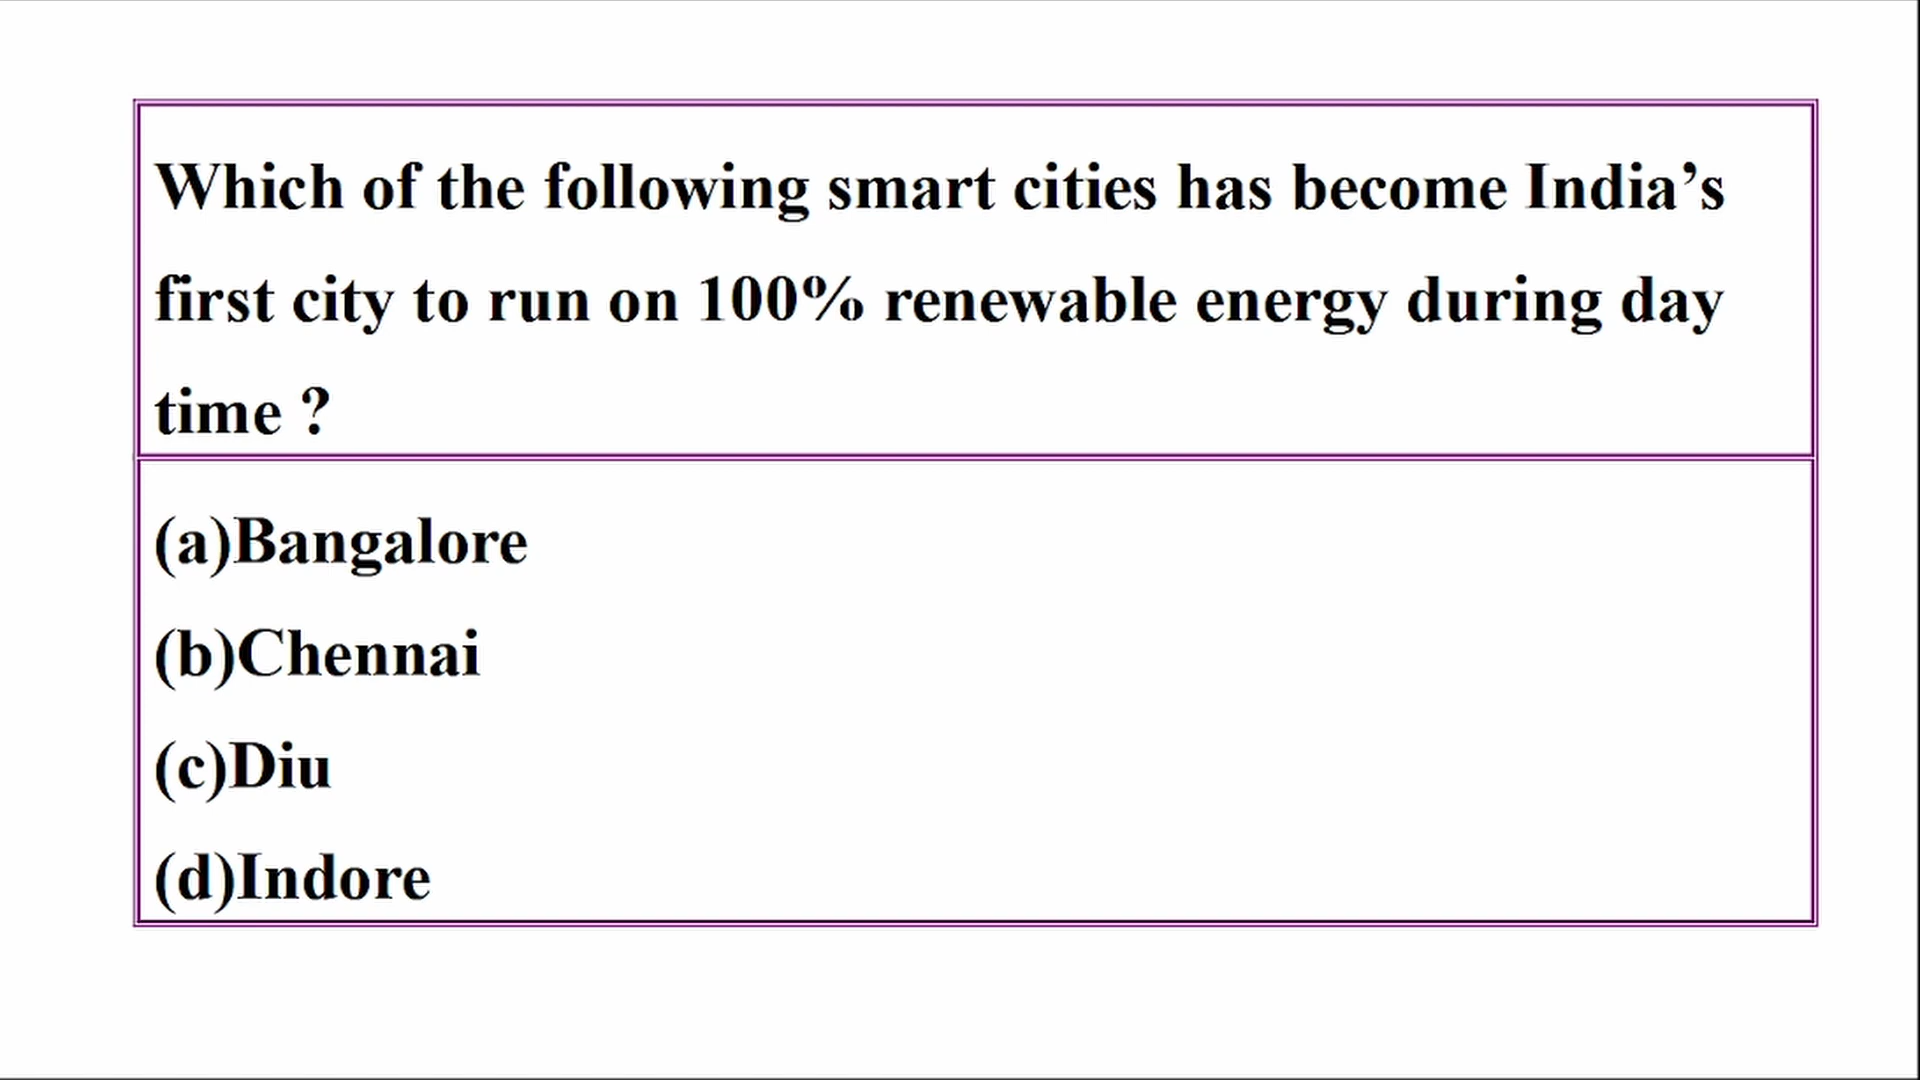 Which of the following smart cities has become India’s
first city to run on 100% renewable energy during day
time ?
(a)Bangalore
(b)Chennai
(c)Diu
(d)Indore